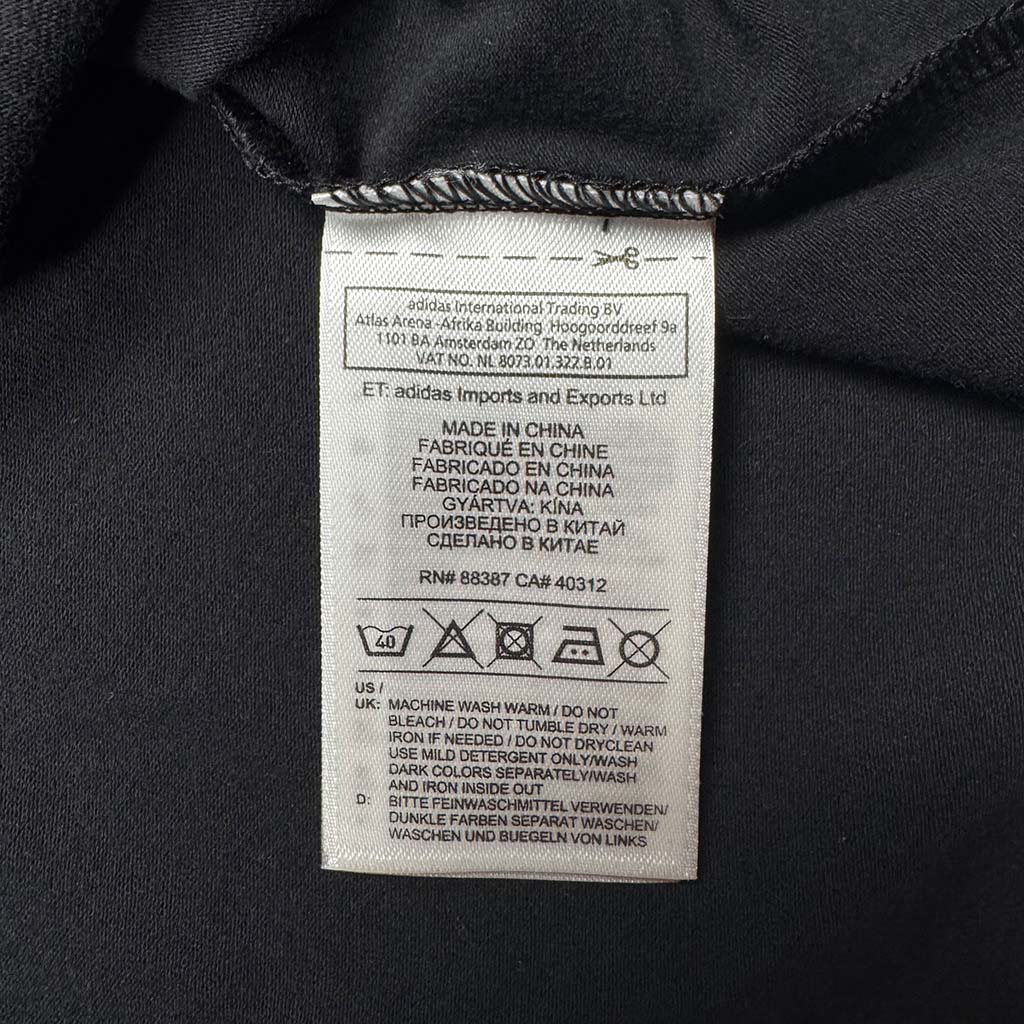 adidas International Trading BV
Atlas Arena -Afrika Building Hoogoorddreef 9a
1101 BA Amsterdam ZO The Netherlands
VAT NO. NL 8073.01.322.B.01
ET: adidas Imports and Exports Ltd
MADE IN CHINA
FABRIQUÉ EN CHINE
FABRICADO EN CHINA
FABRICADO NA CHINA
GYÁRTVA: KÍNA
ПРОИЗВЕДЕНО В КИТАЙ
СДЕЛАНО В КИТАЕ
RN# 88387 CA# 40312
40
US /
UK: MACHINE WASH WARM / DO NOT
BLEACH / DO NOT TUMBLE DRY / WARM
IRON IF NEEDED / DO NOT DRYCLEAN
USE MILD DETERGENT ONLY/WASH
DARK COLORS SEPARATELY/WASH
AND IRON INSIDE OUT
D: BITTE FEINWASCHMITTEL VERWENDEN/
DUNKLE FARBEN SEPARAT WASCHEN/
WASCHEN UND BUEGELN VON LINKS